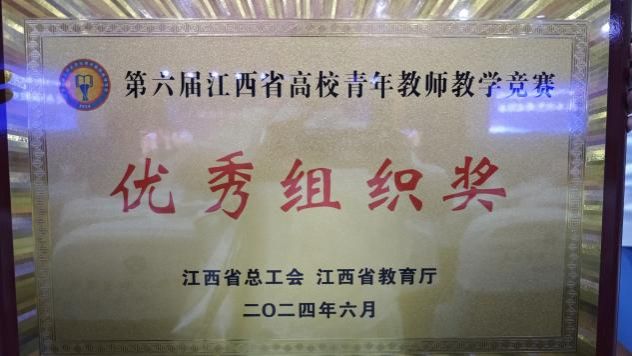 第六届江西省高校青年教师教学竞赛
优秀组织奖
江西省总工会 江西省教育厅
二〇二四年六月